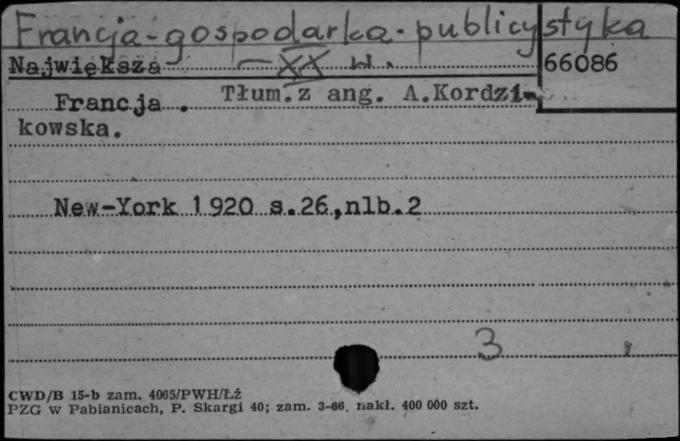 Francja-gospodarka-publicystyka
Największa — XX w. 66086
Francja . Tłum.z ang. A.Kordzi-
kowska.
New-York 1920 s.26,nlb.2
3
CWD/B 15-b zam. 4065/PWH/Łź
PZG w Pabianicach, P. Skargi 40; zam. 3-66. nakł. 400 000 szt.